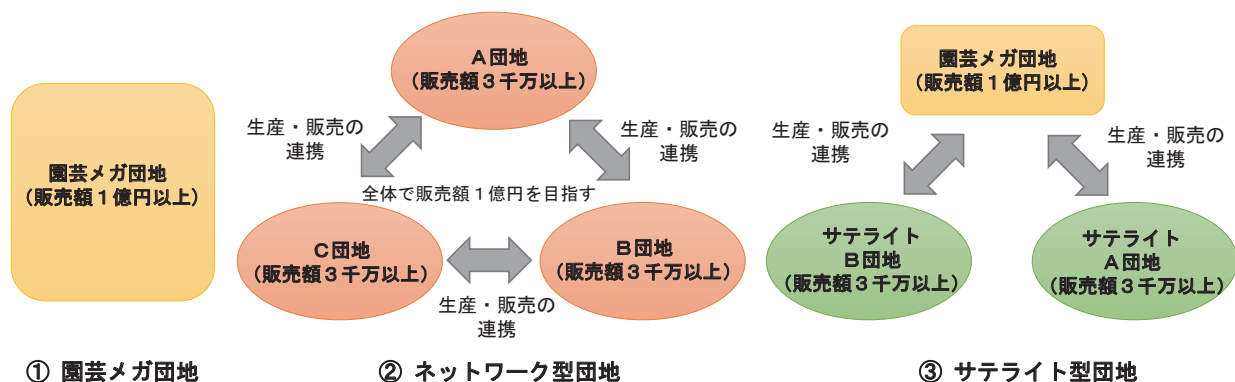 園芸メガ団地
(販売額1億円以上)
① 園芸メガ団地
A団地
(販売額3千万以上)
生産・販売の
連携
生産・販売の
連携
全体で販売額1億円を目指す
C団地
(販売額3千万以上)
B団地
(販売額3千万以上)
生産・販売の
連携
② ネットワーク型団地
園芸メガ団地
(販売額1億円以上)
生産・販売の
連携
生産・販売の
連携
サテライト
B団地
(販売額3千万以上)
サテライト
A団地
(販売額3千万以上)
③ サテライト型団地